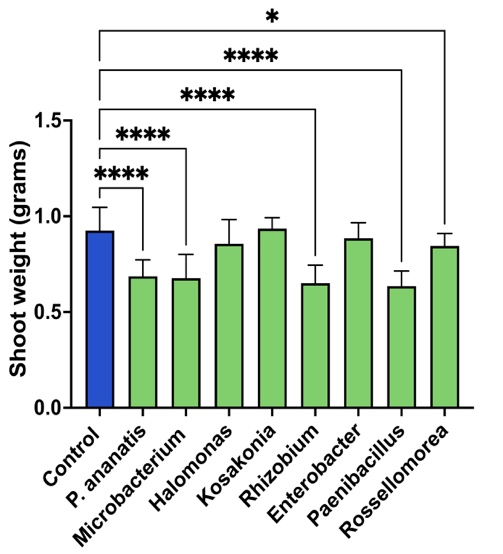 *
****
****
****
****
Shoot weight (grams)
1.5
1.0
0.5
0.0
Control
P. ananatis
Microbacterium
Halomonas
Kosakonia
Rhizobium
Enterobacter
Paenibacillus
Rossellomorea